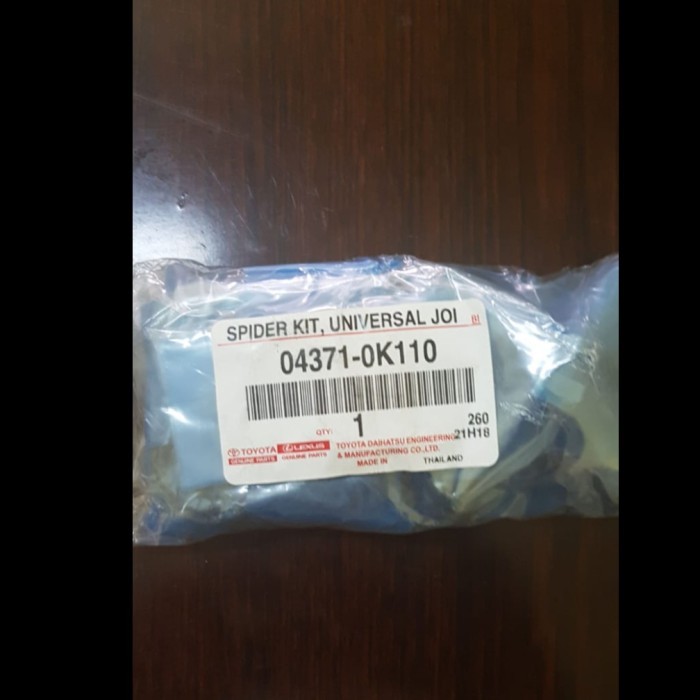 SPIDER KIT, UNIVERSAL JOI
04371-0K110
QTY: 1
260
21H18
TOYOTA LEXUS
GENUINE PARTS GENUINE PARTS
TOYOTA DAIHATSU ENGINEERING
& MANUFACTURING CO.,LTD.
MADE IN THAILAND